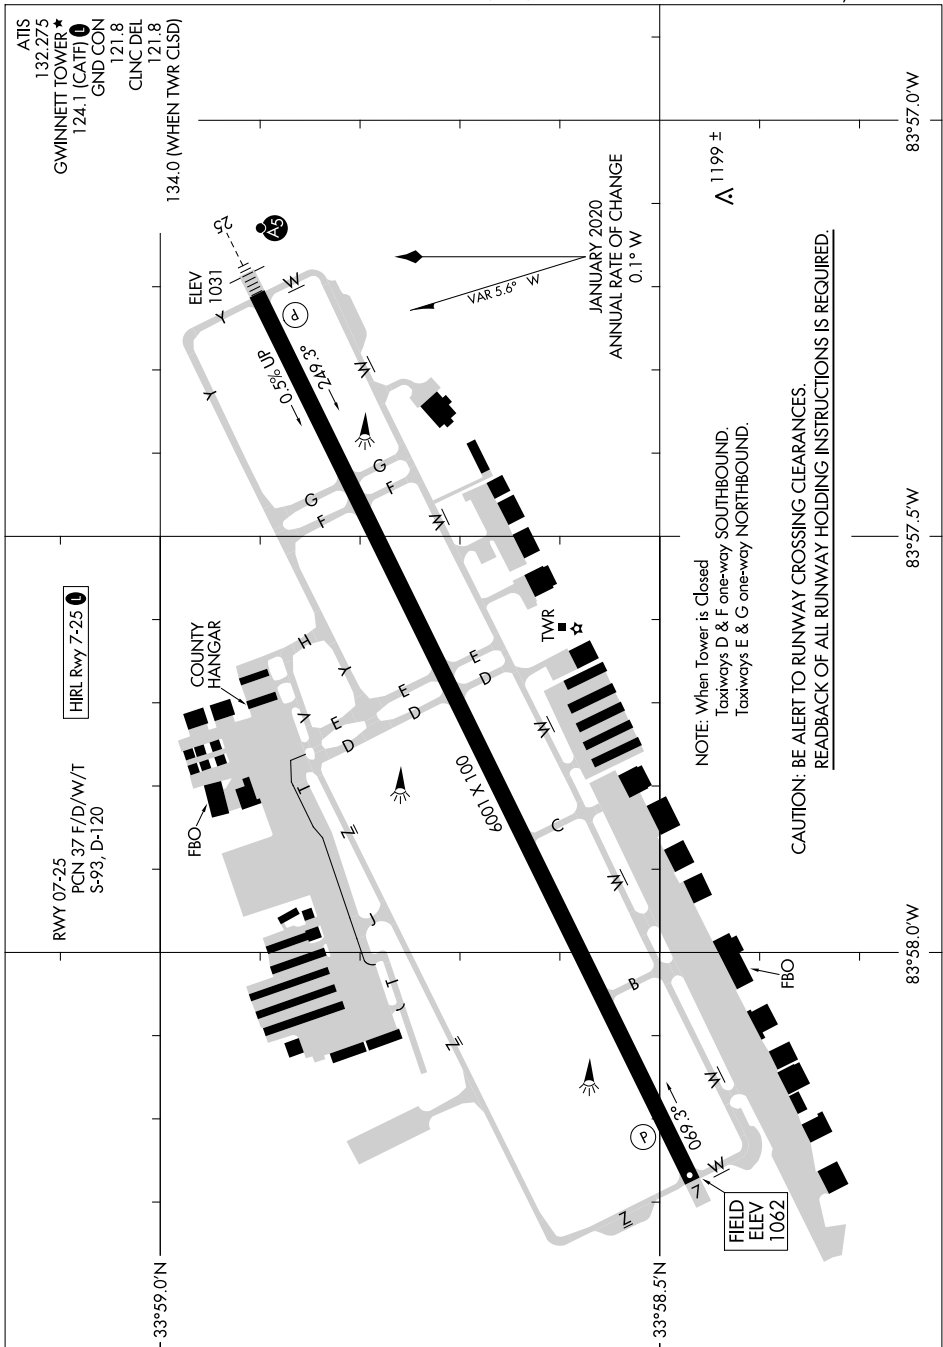 ATIS
132.275
GWINNETT TOWER ★
124.1 (CTAF) L
GND CON
121.8
CLNC DEL
121.8
134.0 (WHEN TWR CLSD)
RWY 07-25
PCN 37 F/D/W/T
S-93, D-120
HIRL Rwy 7-25 L
25
A5
ELEV
1031
Y
W
P
0.5% UP
249.3°
Y
W
G
F
G
F
W
JANUARY 2020
ANNUAL RATE OF CHANGE
0.1° W
VAR 5.6° W
1199 ±
COUNTY
HANGAR
H
Y
A
E
D
E
D
E
D
TWR
W
FBO
T
Z
6001 X 100
C
W
J
T
J
Z
B
FBO
W
P
069.3°
W
7
Z
FIELD
ELEV
1062
NOTE: When Tower is Closed
Taxiways D & F one-way SOUTHBOUND.
Taxiways E & G one-way NORTHBOUND.
CAUTION: BE ALERT TO RUNWAY CROSSING CLEARANCES.
READBACK OF ALL RUNWAY HOLDING INSTRUCTIONS IS REQUIRED.
33°59.0'N
33°58.5'N
83°58.0'W
83°57.5'W
83°57.0'W